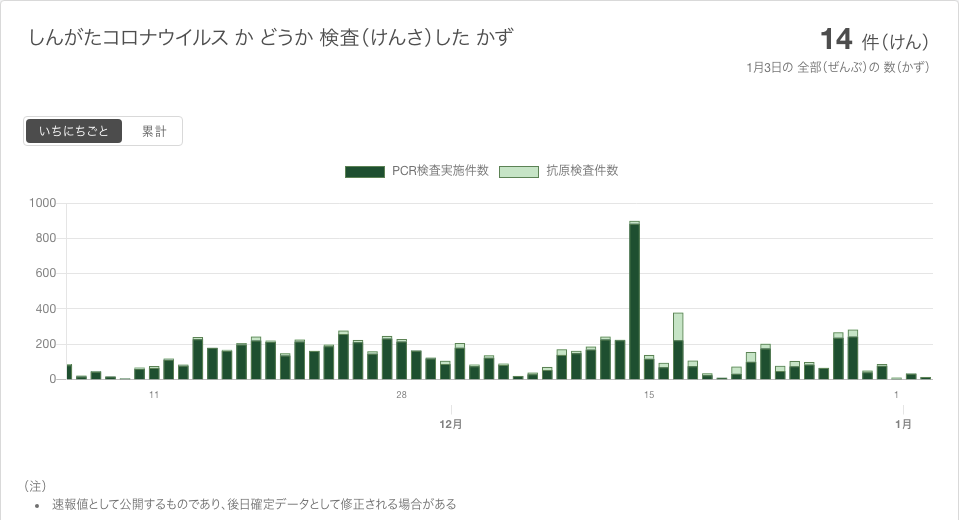 しんがたコロナウイルス か どうか 検査(けんさ)した かず
14 件(けん)
1月3日の 全部(ぜんぶ)の 数(かず)
いちにちごと 累計
PCR検査実施件数 抗原検査件数
1000
800
600
400
200
0
11 28 15 1
12月 1月
(注)
• 速報値として公開するものであり、後日確定データとして修正される場合がある